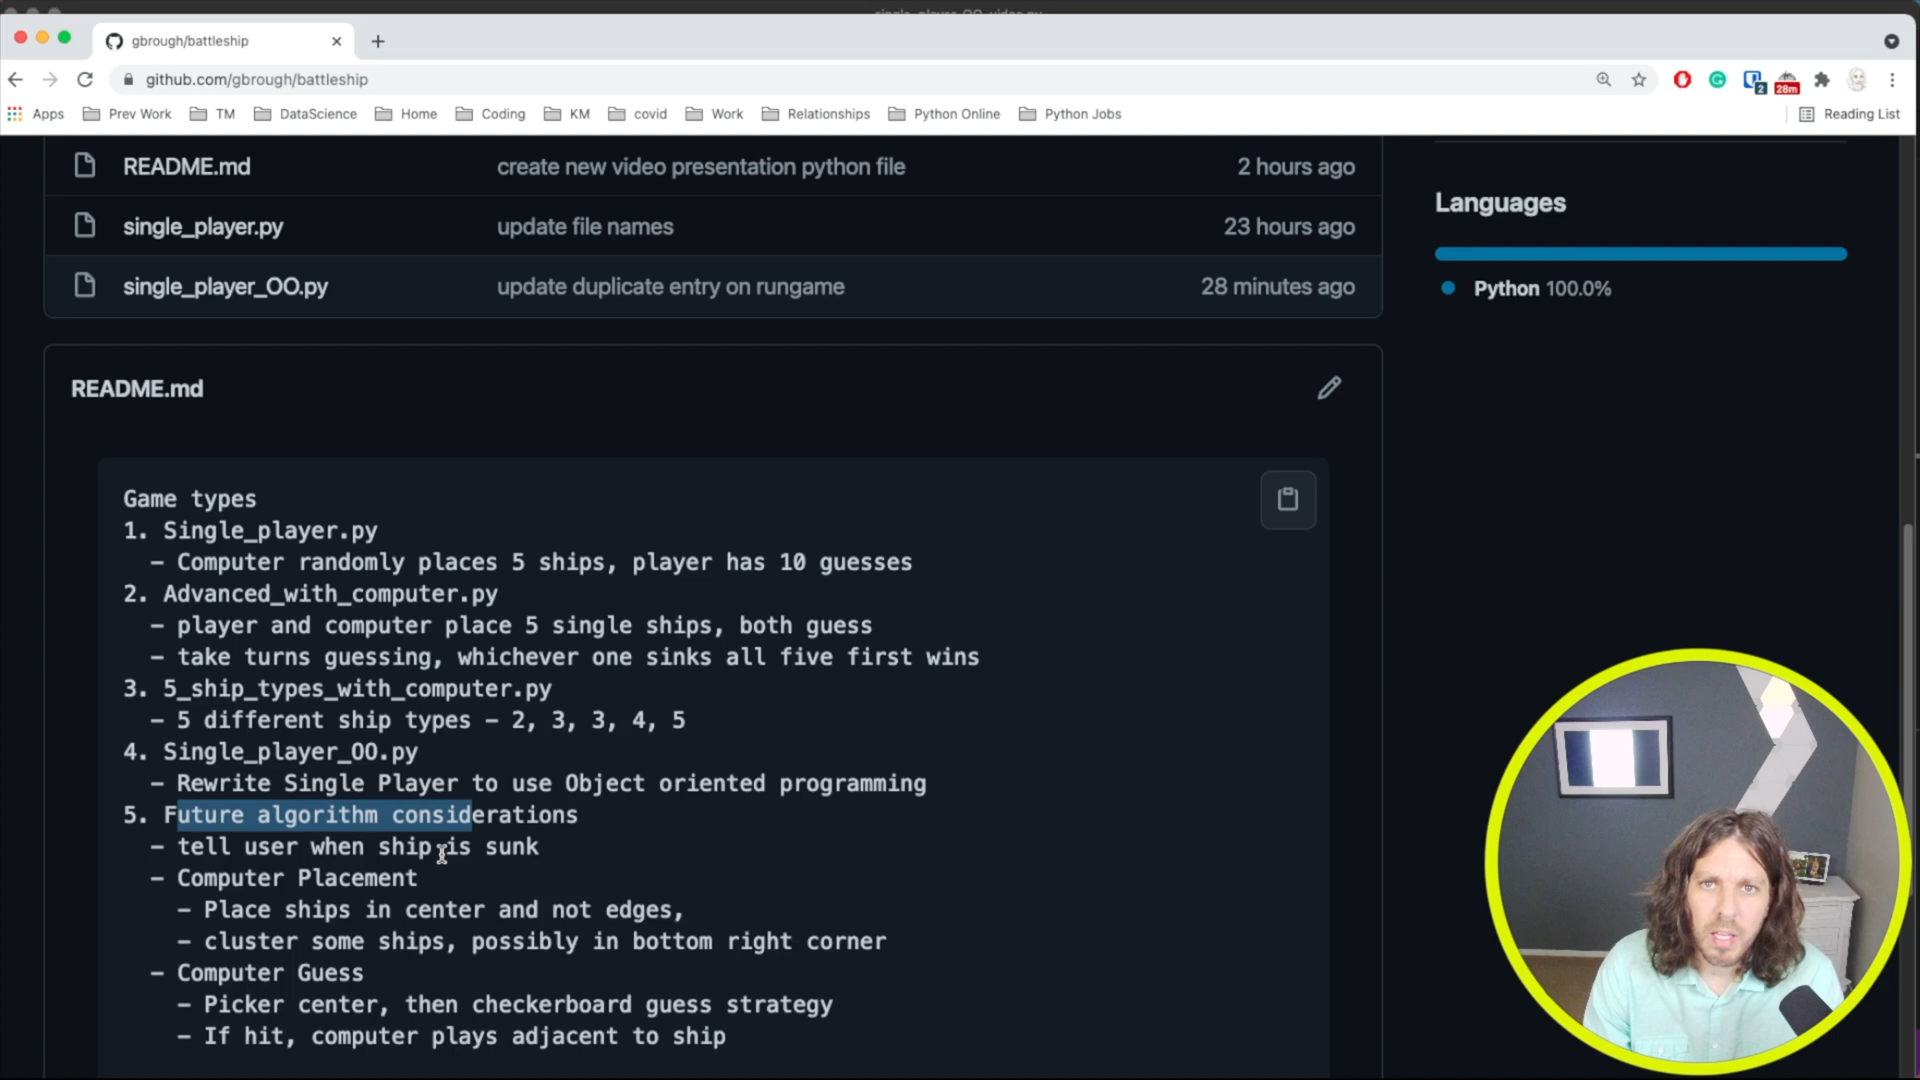 gbrough/battleship
github.com/gbrough/battleship
2
28m
Apps
Prev Work
TM
DataScience
Home
Coding
KM
covid
Work
Relationships
Python Online
Python Jobs
Reading List
README.md
create new video presentation python file
2 hours ago
single_player.py
update file names
23 hours ago
single_player_OO.py
update duplicate entry on rungame
28 minutes ago
Languages
Python 100.0%
README.md
Game types
1. Single_player.py
– Computer randomly places 5 ships, player has 10 guesses
2. Advanced_with_computer.py
– player and computer place 5 single ships, both guess
– take turns guessing, whichever one sinks all five first wins
3. 5_ship_types_with_computer.py
– 5 different ship types – 2, 3, 3, 4, 5
4. Single_player_OO.py
– Rewrite Single Player to use Object oriented programming
5. Future algorithm considerations
– tell user when ship is sunk
– Computer Placement
– Place ships in center and not edges,
– cluster some ships, possibly in bottom right corner
– Computer Guess
– Picker center, then checkerboard guess strategy
– If hit, computer plays adjacent to ship